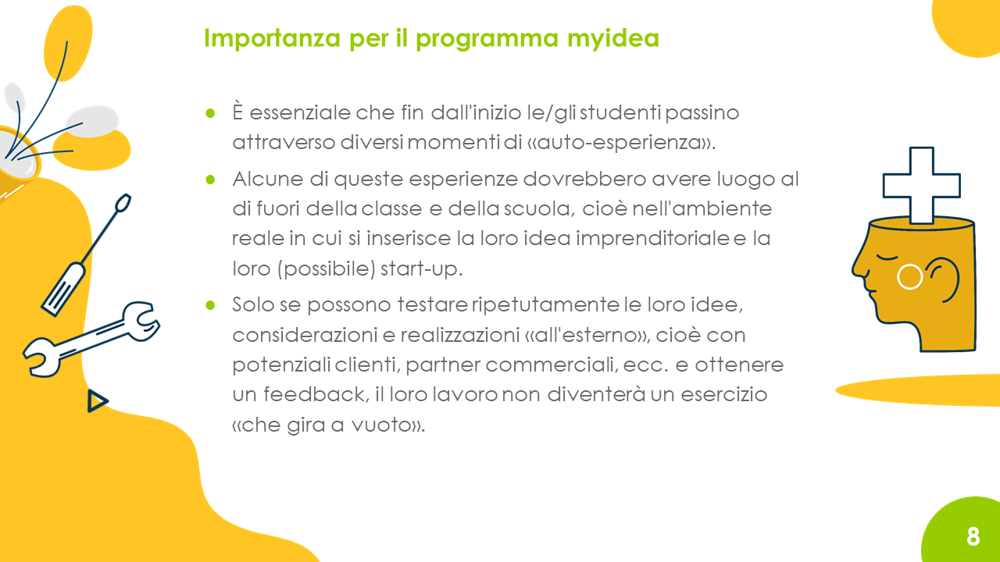 Importanza per il programma myidea
● È essenziale che fin dall'inizio le/gli studenti passino
attraverso diversi momenti di «auto-esperienza».
● Alcune di queste esperienze dovrebbero avere luogo al
di fuori della classe e della scuola, cioè nell'ambiente
reale in cui si inserisce la loro idea imprenditoriale e la
loro (possibile) start-up.
● Solo se possono testare ripetutamente le loro idee,
considerazioni e realizzazioni «all'esterno», cioè con
potenziali clienti, partner commerciali, ecc. e ottenere
un feedback, il loro lavoro non diventerà un esercizio
«che gira a vuoto».
8